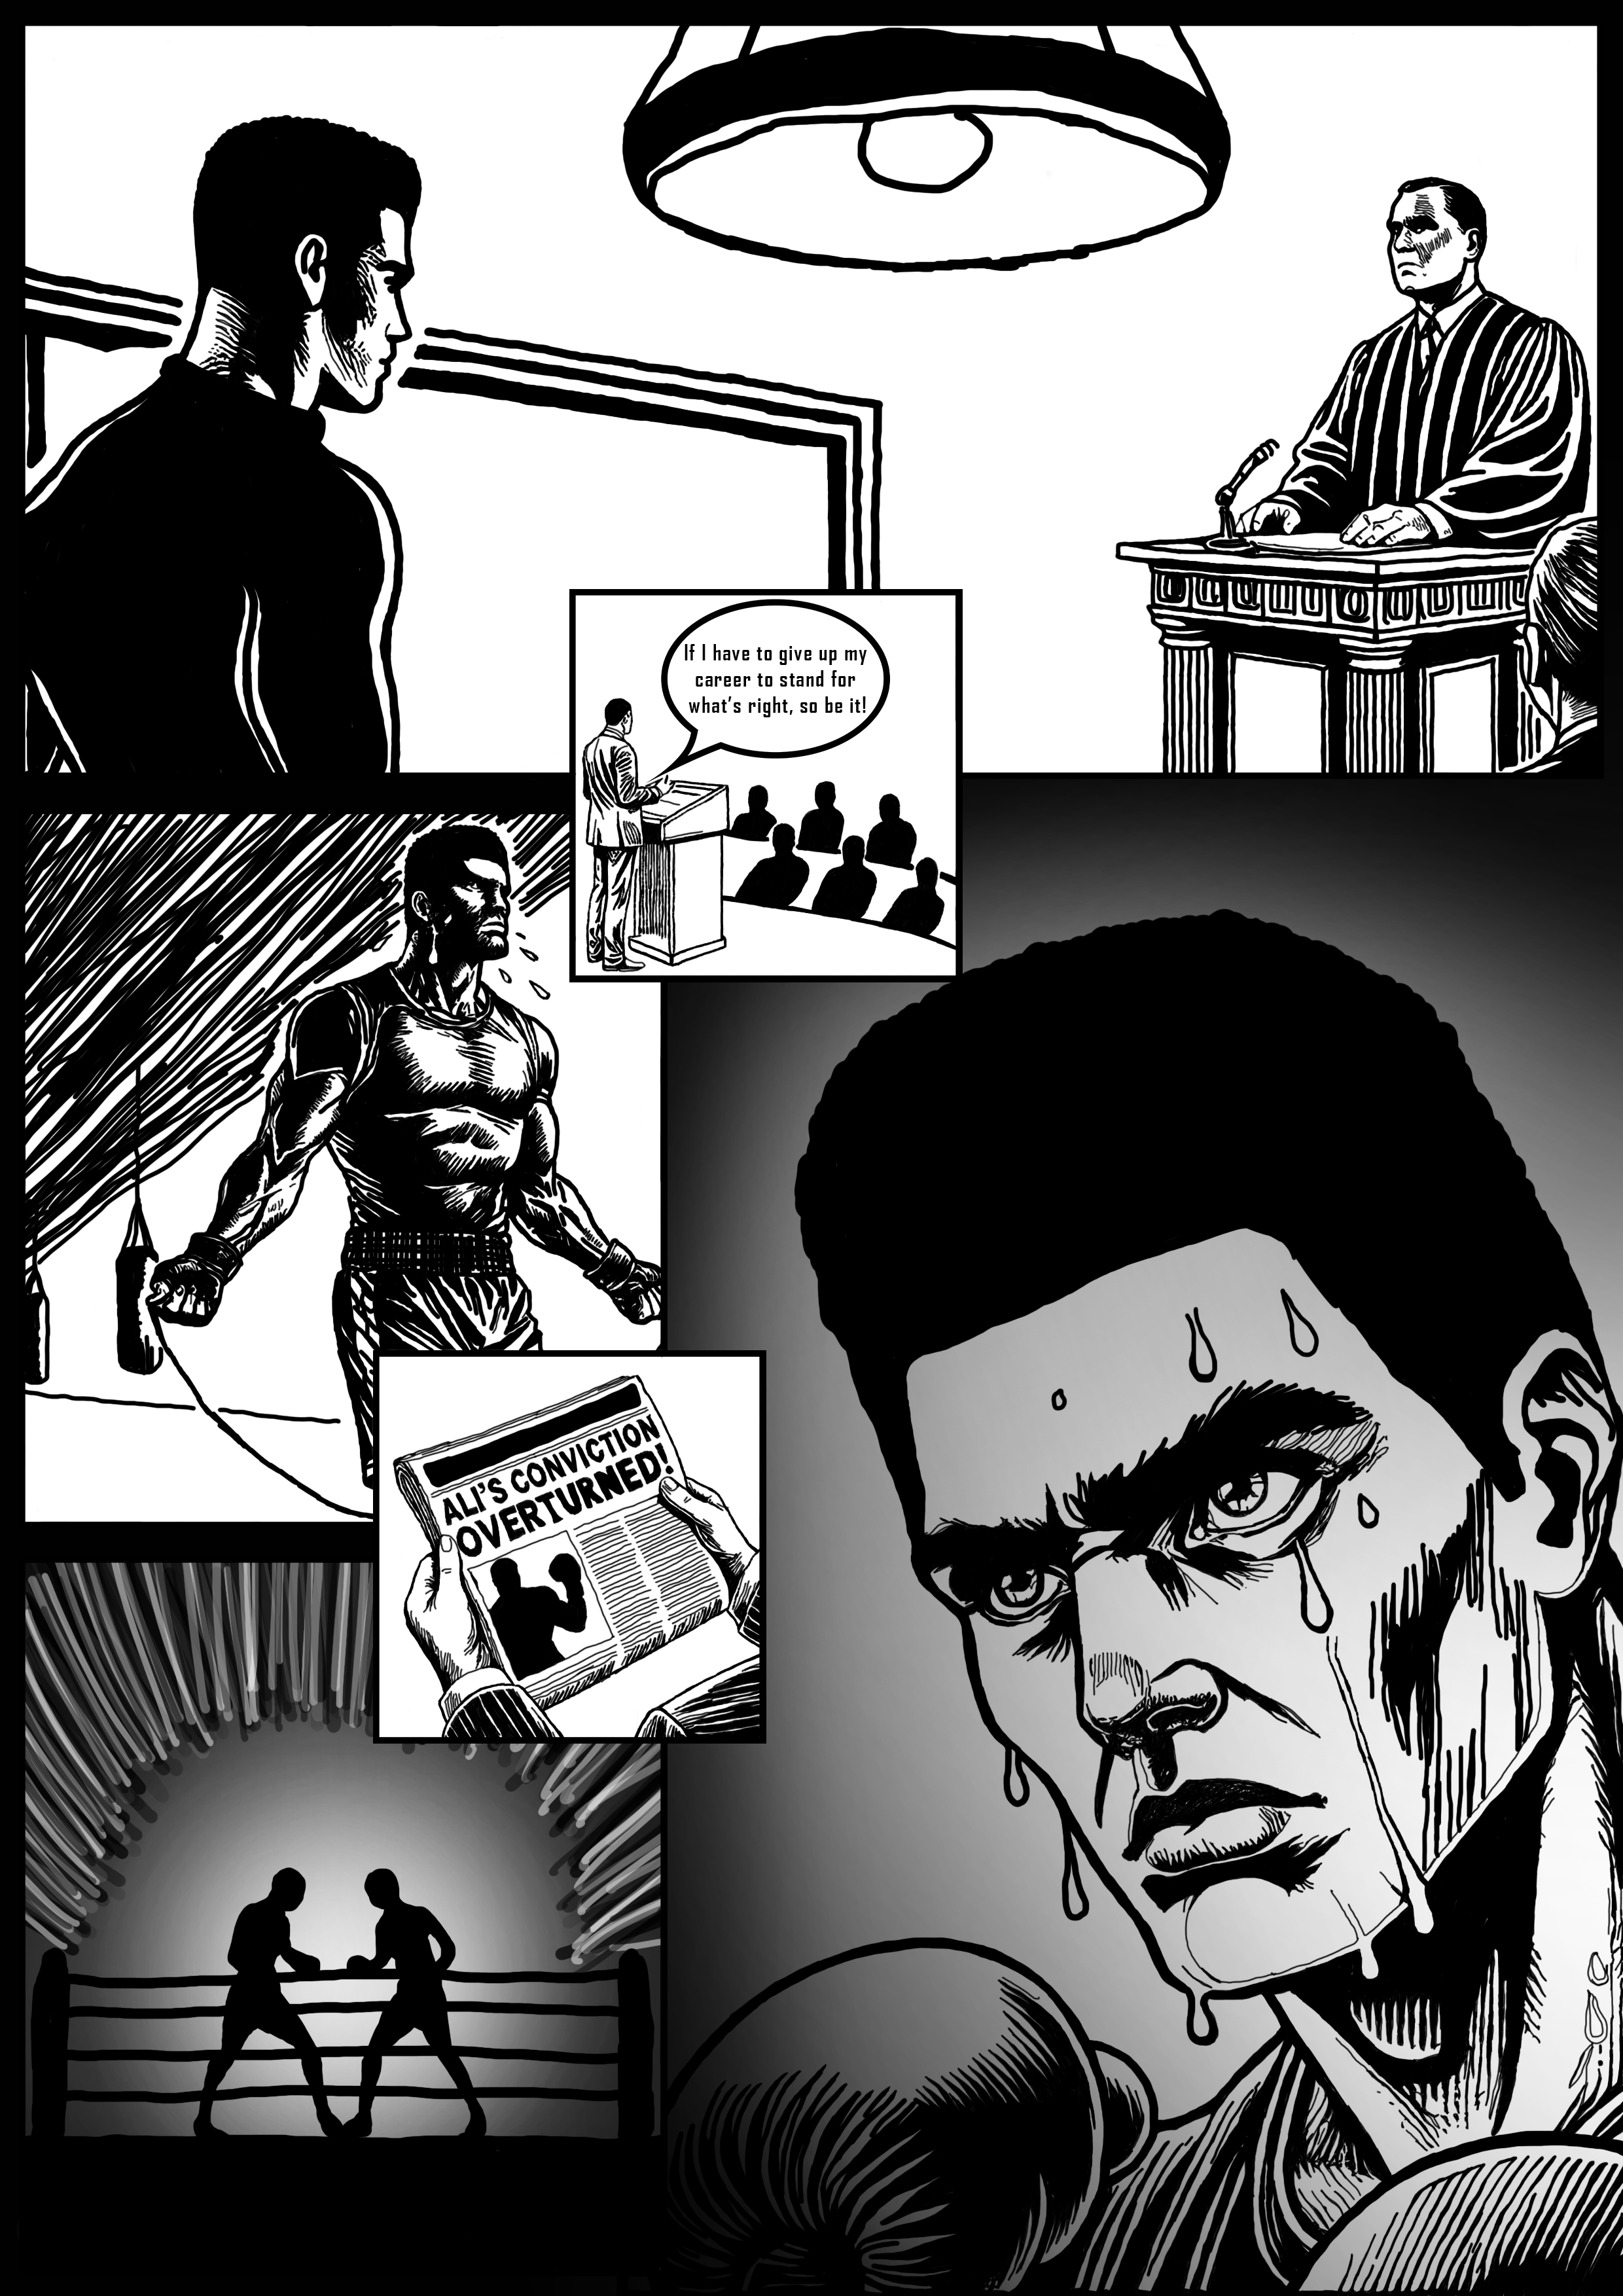 If I have to give up my
career to stand for
what's right, so be it!
ALI'S CONVICTION
OVERTURNED!